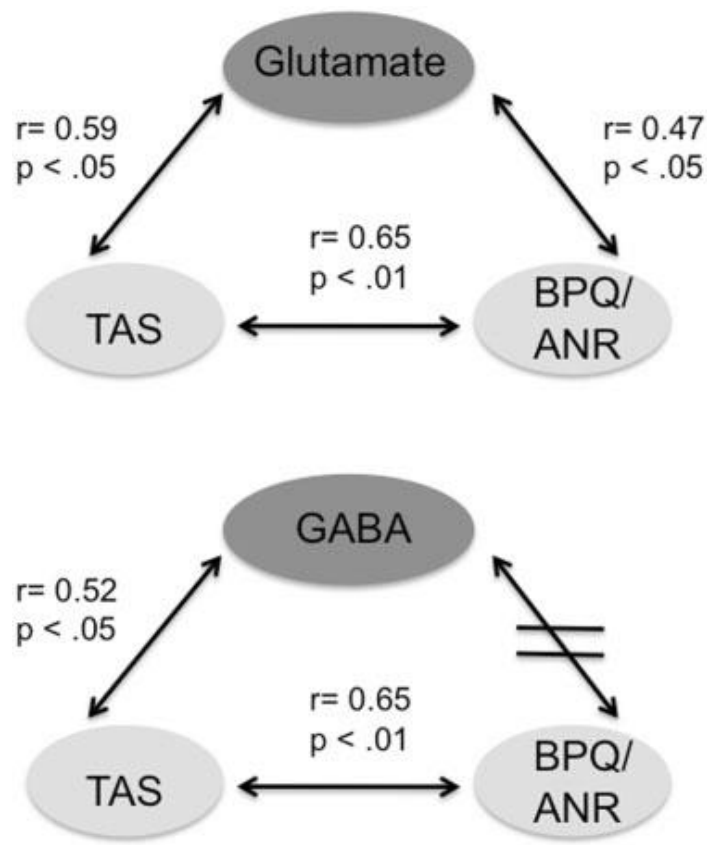 Glutamate
r= 0.59
p < .05
r= 0.47
p < .05
r= 0.65
p < .01
TAS
BPQ/
ANR
GABA
r= 0.52
p < .05
r= 0.65
p < .01
TAS
BPQ/
ANR